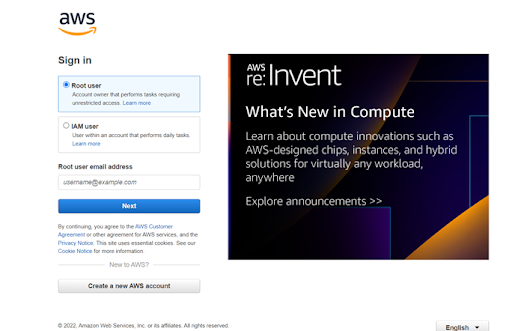 aws
Sign in
Root user
Account owner that performs tasks requiring
unrestricted access. Learn more
IAM user
User within an account that performs daily tasks.
Learn more
Root user email address
username@example.com
Next
By continuing, you agree to the AWS Customer
Agreement or other agreement for AWS services, and the
Privacy Notice. This site uses essential cookies. See our
Cookie Notice for more information.
New to AWS?
Create a new AWS account
AWS
re:Invent
What's New in Compute
Learn about compute innovations such as
AWS-designed chips, instances, and hybrid
solutions for virtually any workload,
anywhere
Explore announcements >>
© 2022, Amazon Web Services, Inc. or its affiliates. All rights reserved.
English